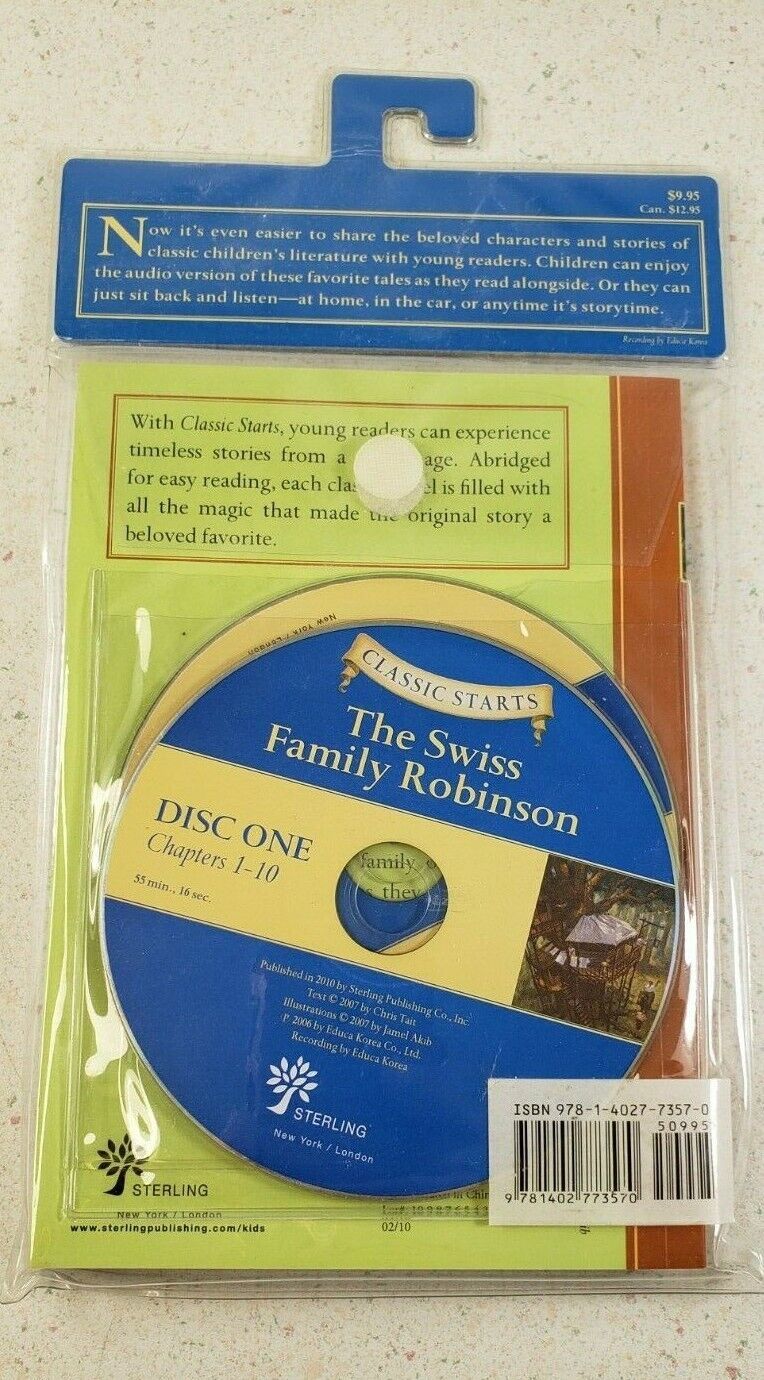 $9.95
Can. $12.95
Now it's even easier to share the beloved characters and stories of
classic children's literature with young readers. Children can enjoy
the audio version of these favorite tales as they read alongside. Or they can
just sit back and listen—at home, in the car, or anytime it's storytime.
Recording by Educa Korea
With Classic Starts, young readers can experience
timeless stories from a age. Abridged
for easy reading, each is filled with
all the magic that made the original story a
beloved favorite.
New York / London
CLASSIC STARTS
The Swiss
Family Robinson
DISC ONE
Chapters 1-10
55 min., 16 sec.
family,
they
Published in 2010 by Sterling Publishing Co., Inc.
Text © 2007 by Chris Tait
Illustrations © 2007 by Jamel Akib
P 2006 by Educa Korea Co., Ltd.
Recording by Educa Korea
STERLING
New York / London
ISBN 978-1-4027-7357-0
50995
9 781402 773570
STERLING
New York / London
www.sterlingpublishing.com/kids
in Chin
02/10